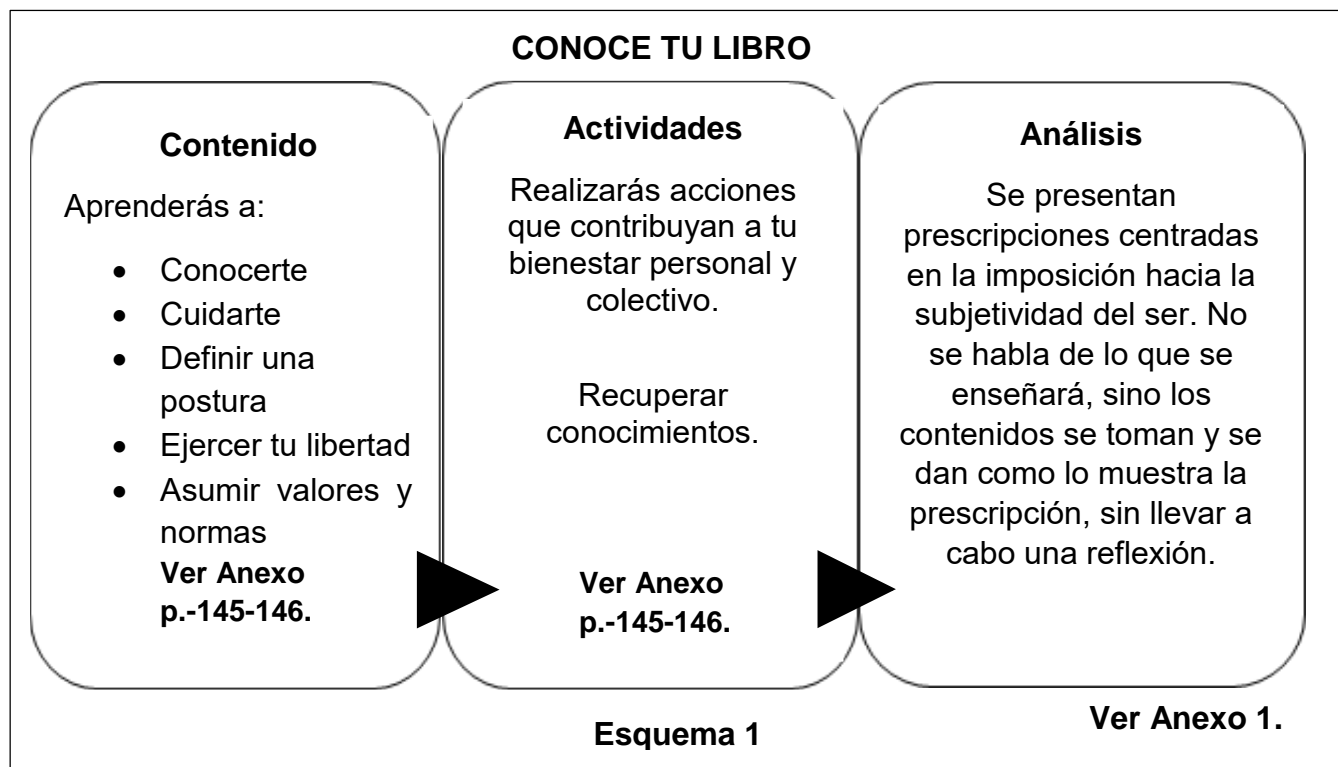 CONOCE TU LIBRO
Contenido
Aprenderás a:
• Conocerte
• Cuidarte
• Definir una
postura
• Ejercer tu libertad
• Asumir valores y
normas
Ver Anexo
p.-145-146.
Actividades
Realizarás acciones
que contribuyan a tu
bienestar personal y
colectivo.
Recuperar
conocimientos.
Ver Anexo
p.-145-146.
Análisis
Se presentan
prescripciones centradas
en la imposición hacia la
subjetividad del ser. No
se habla de lo que se
enseñará, sino los
contenidos se toman y se
dan como lo muestra la
prescripción, sin llevar a
cabo una reflexión.
Ver Anexo 1.
Esquema 1